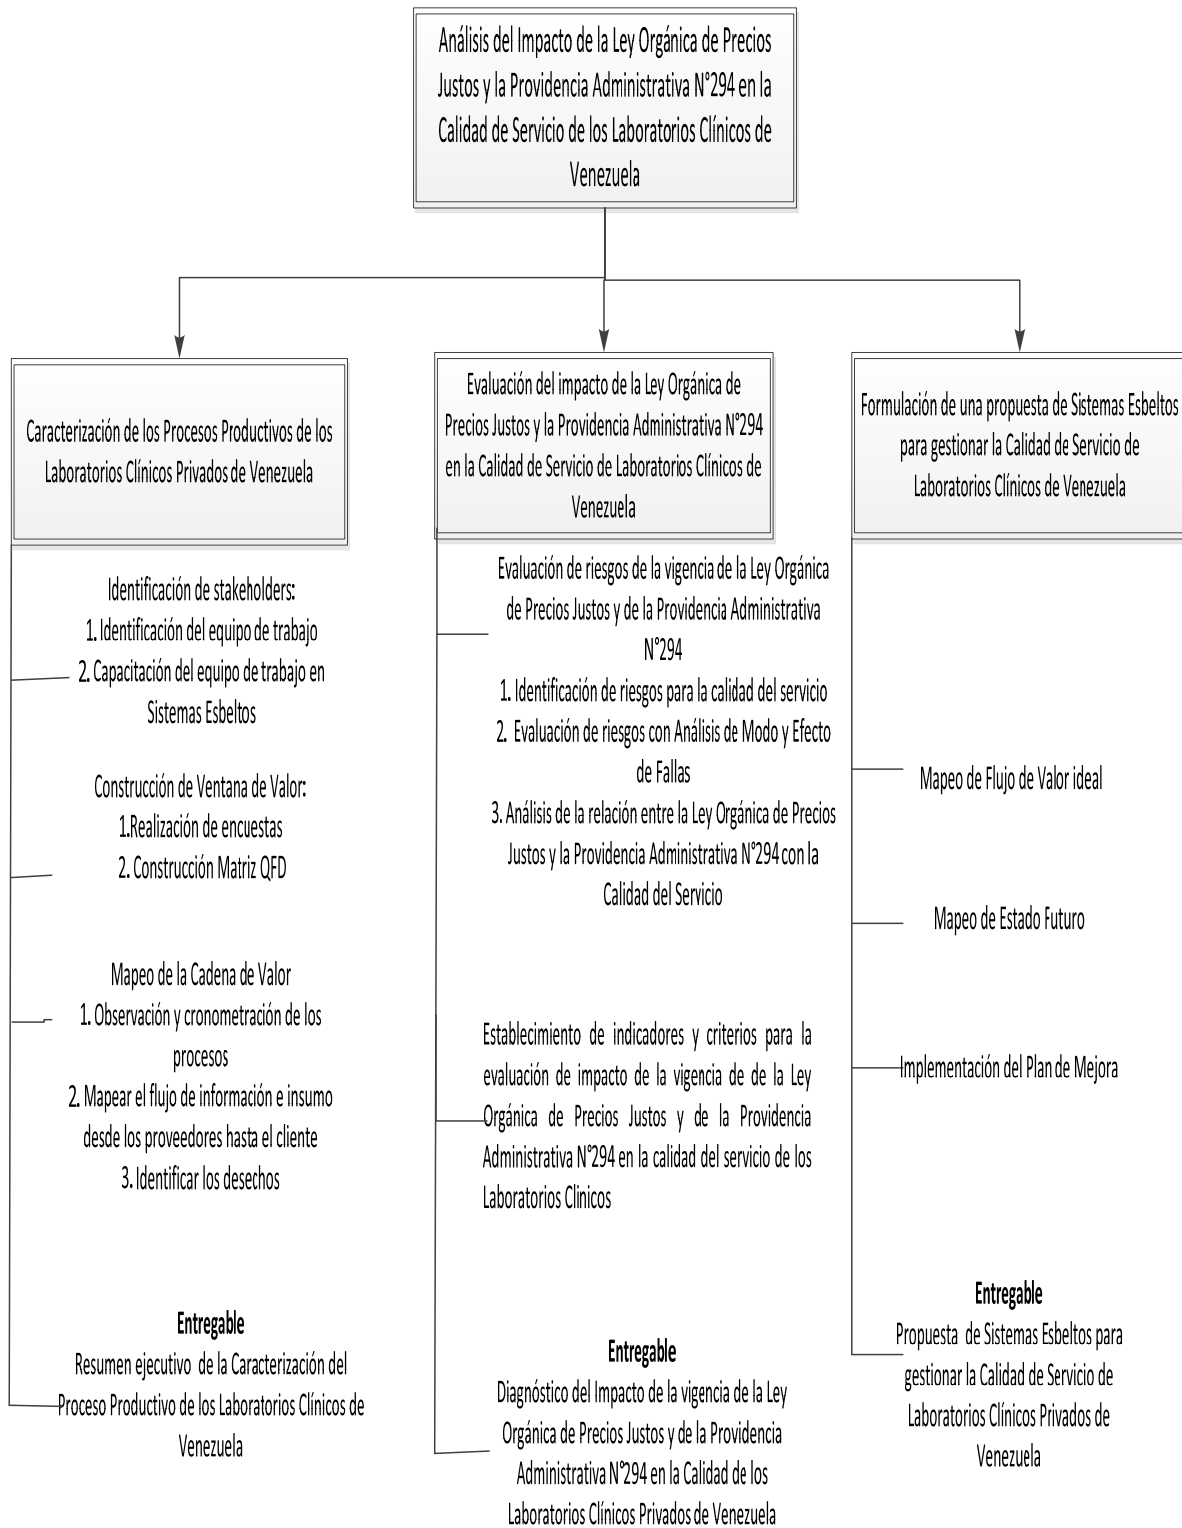 Análisis del Impacto de la Ley Orgánica de Precios
Justos y la Providencia Administrativa N°294 en la
Calidad de Servicio de los Laboratorios Clínicos de
Venezuela
Caracterización de los Procesos Productivos de los
Laboratorios Clínicos Privados de Venezuela
Identificación de stakeholders:
1. Identificación del equipo de trabajo
2. Capacitación del equipo de trabajo en
Sistemas Esbeltos
Construcción de Ventana de Valor:
1.Realización de encuestas
2. Construcción Matriz QFD
Mapeo de la Cadena de Valor
1. Observación y cronometración de los
procesos
2. Mapear el flujo de información e insumo
desde los proveedores hasta el cliente
3. Identificar los desechos
Entregable
Resumen ejecutivo de la Caracterización del
Proceso Productivo de los Laboratorios Clínicos de
Venezuela
Evaluación del impacto de la Ley Orgánica de
Precios Justos y la Providencia Administrativa N°294
en la Calidad de Servicio de Laboratorios Clínicos de
Venezuela
Evaluación de riesgos de la vigencia de la Ley Orgánica
de Precios Justos y de la Providencia Administrativa
N°294
1. Identificación de riesgos para la calidad del servicio
2. Evaluación de riesgos con Análisis de Modo y Efecto
de Fallas
3. Análisis de la relación entre la Ley Orgánica de Precios
Justos y la Providencia Administrativa N°294 con la
Calidad del Servicio
Establecimiento de indicadores y criterios para la
evaluación de impacto de la vigencia de de la Ley
Orgánica de Precios Justos y de la Providencia
Administrativa N°294 en la calidad del servicio de los
Laboratorios Clinicos
Entregable
Diagnóstico del Impacto de la vigencia de la Ley
Orgánica de Precios Justos y de la Providencia
Administrativa N°294 en la Calidad de los
Laboratorios Clínicos Privados de Venezuela
Formulación de una propuesta de Sistemas Esbeltos
para gestionar la Calidad de Servicio de
Laboratorios Clínicos de Venezuela
Mapeo de Flujo de Valor ideal
Mapeo de Estado Futuro
Implementación del Plan de Mejora
Entregable
Propuesta de Sistemas Esbeltos para
gestionar la Calidad de Servicio de
Laboratorios Clínicos Privados de
Venezuela